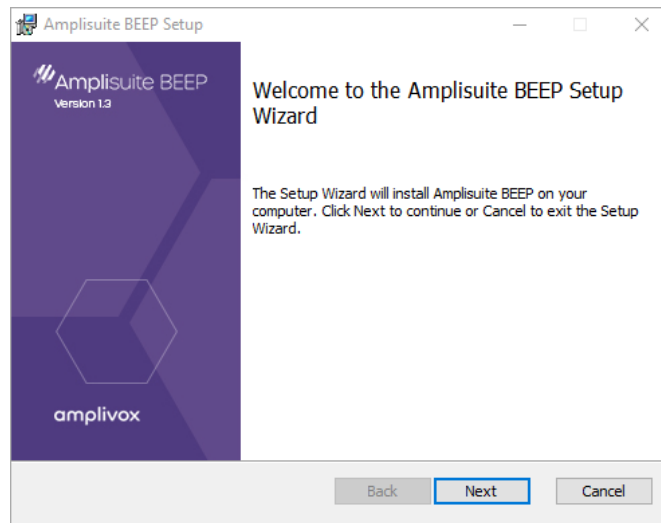 Amplisuite BEEP Setup
Amplisuite BEEP
Version 1.3
Welcome to the Amplisuite BEEP Setup
Wizard
The Setup Wizard will install Amplisuite BEEP on your
computer. Click Next to continue or Cancel to exit the Setup
Wizard.
amplivox
Back Next Cancel